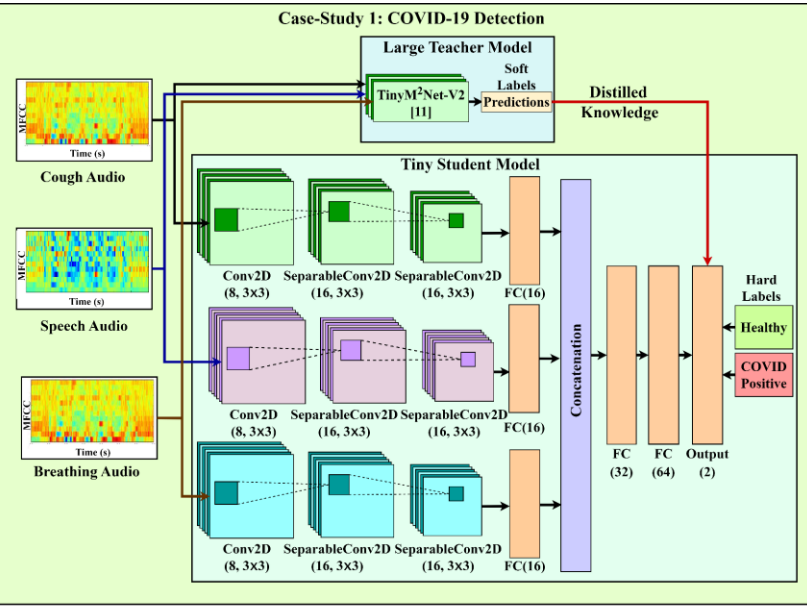 Case-Study 1: COVID-19 Detection
Large Teacher Model
TinyM²Net-V2
[11]
Soft
Labels
Predictions
Distilled
Knowledge
MFCC
Time (s)
Cough Audio
MFCC
Time (s)
Speech Audio
MFCC
Time (s)
Breathing Audio
Tiny Student Model
Conv2D
(8, 3x3)
SeparableConv2D
(16, 3x3)
SeparableConv2D
(16, 3x3)
FC(16)
Conv2D
(8, 3x3)
SeparableConv2D
(16, 3x3)
SeparableConv2D
(16, 3x3)
FC(16)
Conv2D
(8, 3x3)
SeparableConv2D
(16, 3x3)
SeparableConv2D
(16, 3x3)
FC(16)
Concatenation
FC
(32)
FC
(64)
Output
(2)
Hard
Labels
Healthy
COVID
Positive